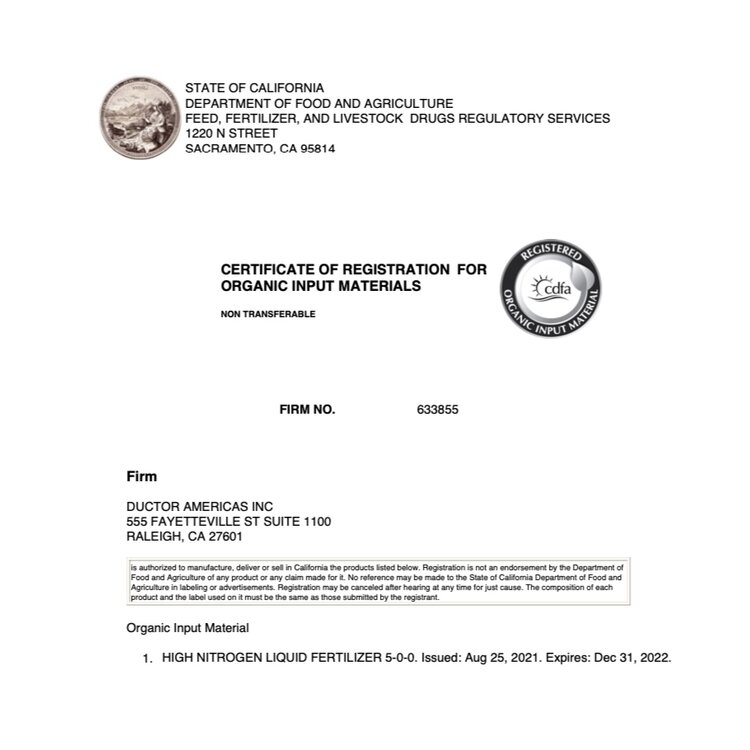 STATE OF CALIFORNIA
DEPARTMENT OF FOOD AND AGRICULTURE
FEED, FERTILIZER, AND LIVESTOCK DRUGS REGULATORY SERVICES
1220 N STREET
SACRAMENTO, CA 95814
CERTIFICATE OF REGISTRATION FOR
ORGANIC INPUT MATERIALS
NON TRANSFERABLE
REGISTERED
cdfa
ORGANIC INPUT MATERIAL
FIRM NO. 633855
Firm
DUCTOR AMERICAS INC
555 FAYETTEVILLE ST SUITE 1100
RALEIGH, CA 27601
is authorized to manufacture, deliver or sell in California the products listed below. Registration is not an endorsement by the Department of
Food and Agriculture of any product or any claim made for it. No reference may be made to the State of California Department of Food and
Agriculture in labeling or advertisements. Registration may be canceled after hearing at any time for just cause. The composition of each
product and the label used on it must be the same as those submitted by the registrant.
Organic Input Material
1. HIGH NITROGEN LIQUID FERTILIZER 5-0-0. Issued: Aug 25, 2021. Expires: Dec 31, 2022.